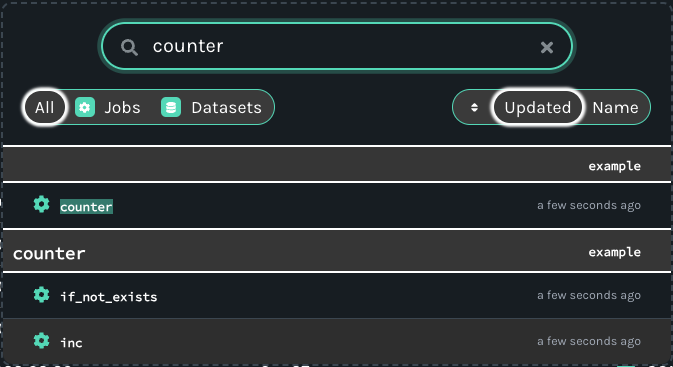 counter
All Jobs Datasets Updated Name
example
counter a few seconds ago
counter example
if_not_exists a few seconds ago
inc a few seconds ago